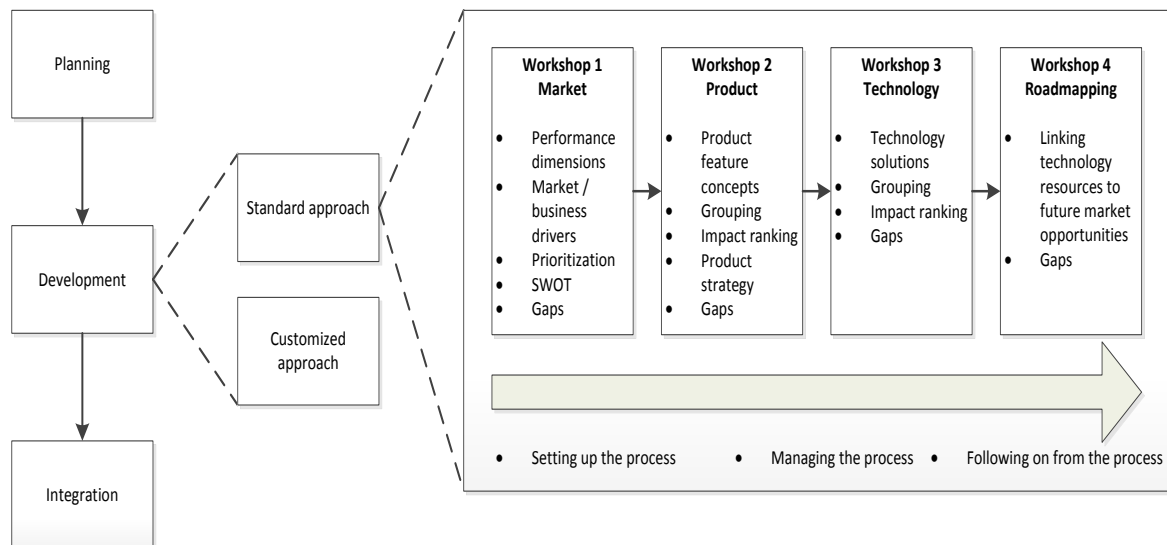 Planning
Development
Integration
Standard approach
Customized
approach
Workshop 1
Market
• Performance
dimensions
• Market /
business
drivers
• Prioritization
• SWOT
• Gaps
Workshop 2
Product
• Product
feature
concepts
• Grouping
• Impact ranking
• Product
strategy
• Gaps
Workshop 3
Technology
• Technology
solutions
• Grouping
• Impact ranking
• Gaps
Workshop 4
Roadmapping
• Linking
technology
resources to
future market
opportunities
• Gaps
• Setting up the process
• Managing the process
• Following on from the process